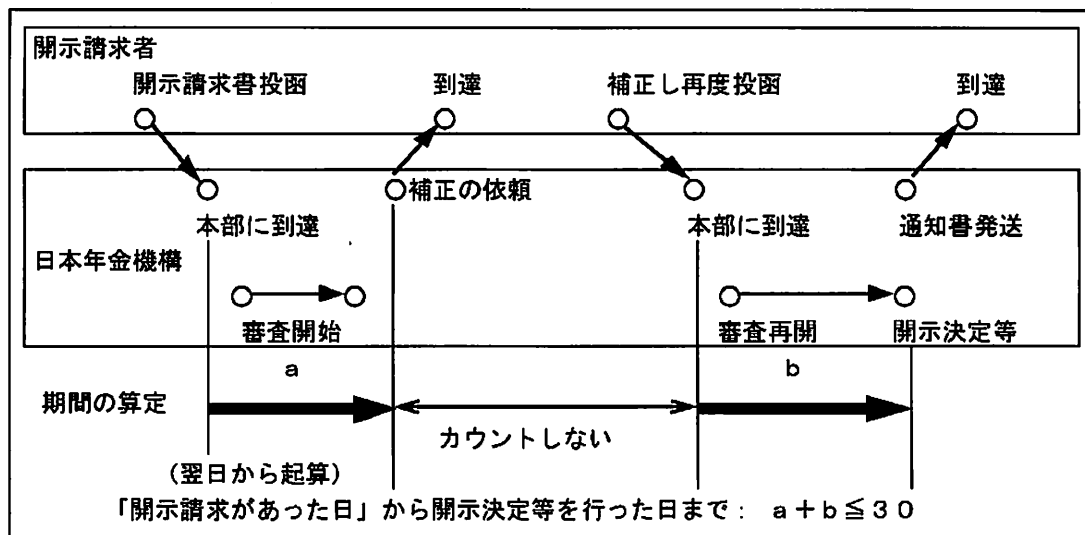 開示請求者
開示請求書投函 到達 補正し再度投函 到達
補正の依頼
本部に到達 本部に到達 通知書発送
日本年金機構
審査開始 審査再開 開示決定等
a b
期間の算定
カウントしない
(翌日から起算)
「開示請求があった日」から開示決定等を行った日まで: a+b≦30